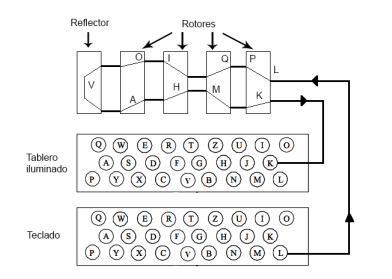 Reflector
Rotores
O I Q P
V L
A H M K
Q W E R T Z U I O
A S D F G H J K
P Y X C V B N M L
Tablero
iluminado
Q W E R T Z U I O
A S D F G H J K
P Y X C V B N M L
Teclado